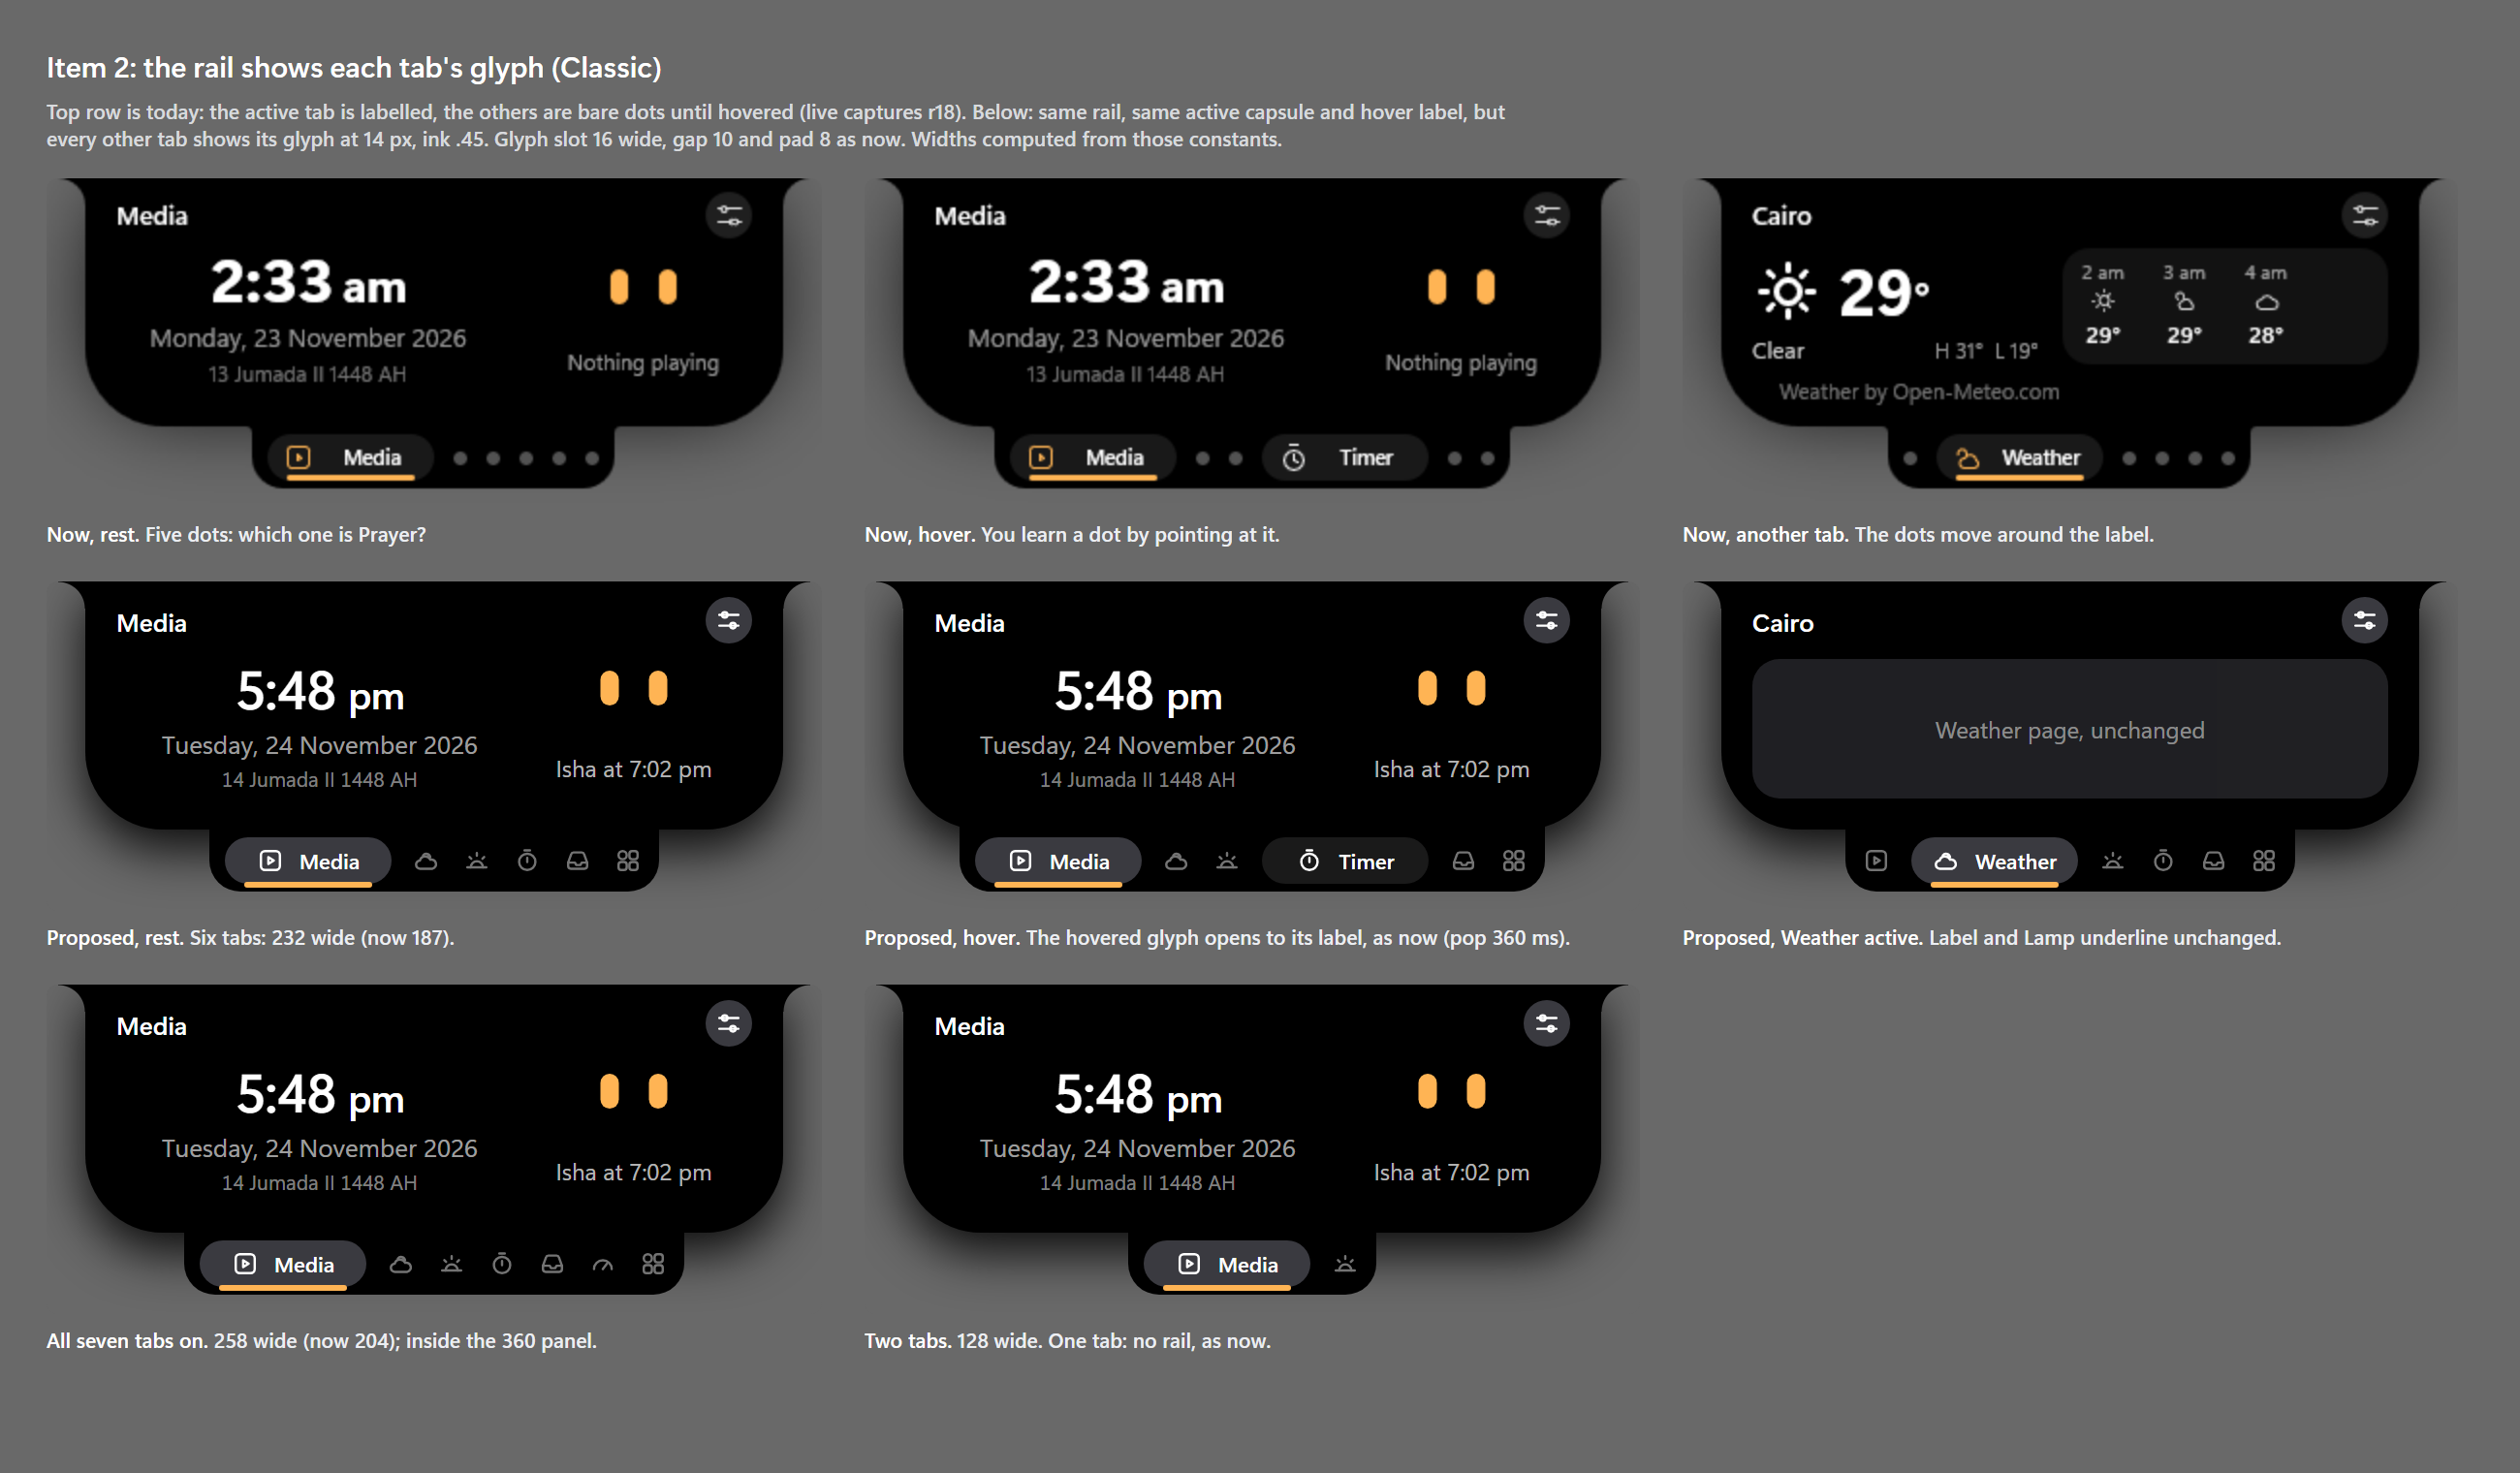 Item 2: the rail shows each tab's glyph (Classic)
Top row is today: the active tab is labelled, the others are bare dots until hovered (live captures r18). Below: same rail, same active capsule and hover label, but
every other tab shows its glyph at 14 px, ink .45. Glyph slot 16 wide, gap 10 and pad 8 as now. Widths computed from those constants.
Media
2:33 am
Monday, 23 November 2026
13 Jumada II 1448 AH
Nothing playing
Media
Now, rest. Five dots: which one is Prayer?
Media
2:33 am
Monday, 23 November 2026
13 Jumada II 1448 AH
Nothing playing
Media
Timer
Now, hover. You learn a dot by pointing at it.
Cairo
29°
Clear
H 31° L 19°
2 am 3 am 4 am
29° 29° 28°
Weather by Open-Meteo.com
Weather
Now, another tab. The dots move around the label.
Media
5:48 pm
Tuesday, 24 November 2026
14 Jumada II 1448 AH
Isha at 7:02 pm
Media
Proposed, rest. Six tabs: 232 wide (now 187).
Media
5:48 pm
Tuesday, 24 November 2026
14 Jumada II 1448 AH
Isha at 7:02 pm
Media
Timer
Proposed, hover. The hovered glyph opens to its label, as now (pop 360 ms).
Cairo
Weather page, unchanged
Weather
Proposed, Weather active. Label and Lamp underline unchanged.
Media
5:48 pm
Tuesday, 24 November 2026
14 Jumada II 1448 AH
Isha at 7:02 pm
Media
All seven tabs on. 258 wide (now 204); inside the 360 panel.
Media
5:48 pm
Tuesday, 24 November 2026
14 Jumada II 1448 AH
Isha at 7:02 pm
Media
Two tabs. 128 wide. One tab: no rail, as now.